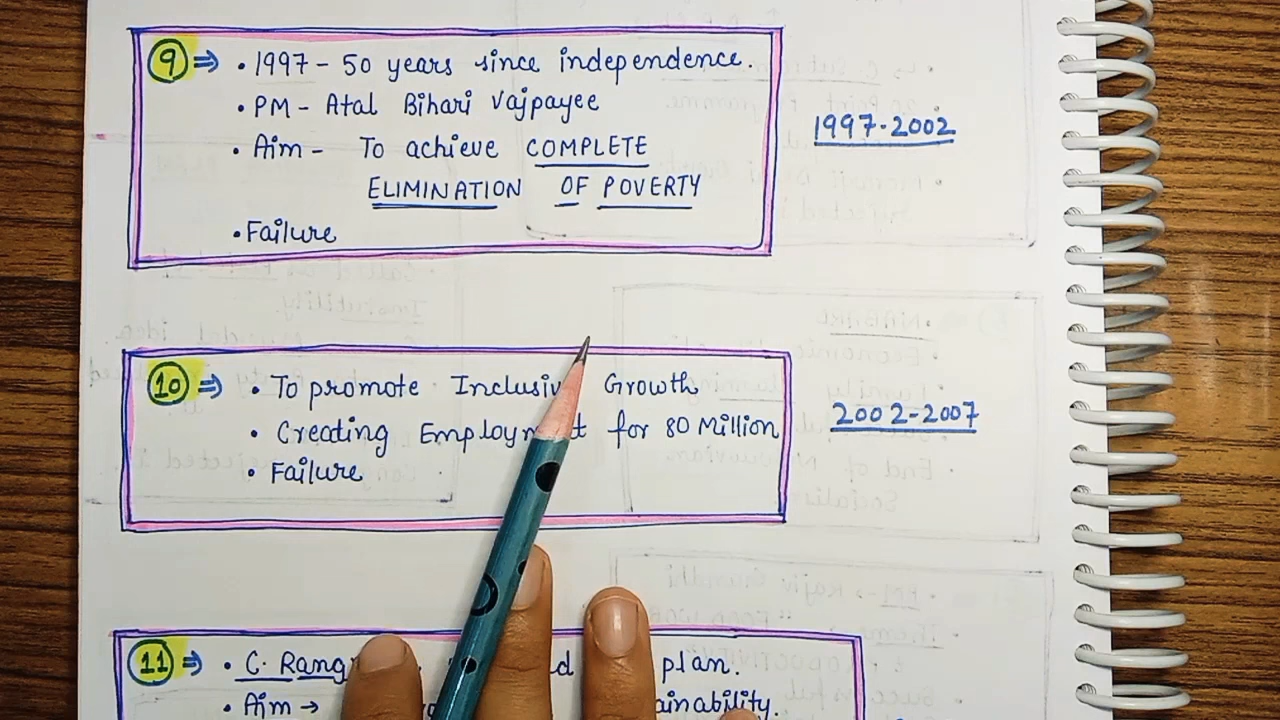 9 ⇒ • 1997 - 50 years since independence.
• PM - Atal Bihari Vajpayee
• Aim - To achieve COMPLETE
ELIMINATION OF POVERTY
• Failure
1997-2002
10 ⇒ • To promote Inclusiv Growth
• Creating Employment for 80 Million
• Failure
2002-2007
11 ⇒ • C. Rang plan.
• Aim → ainability.